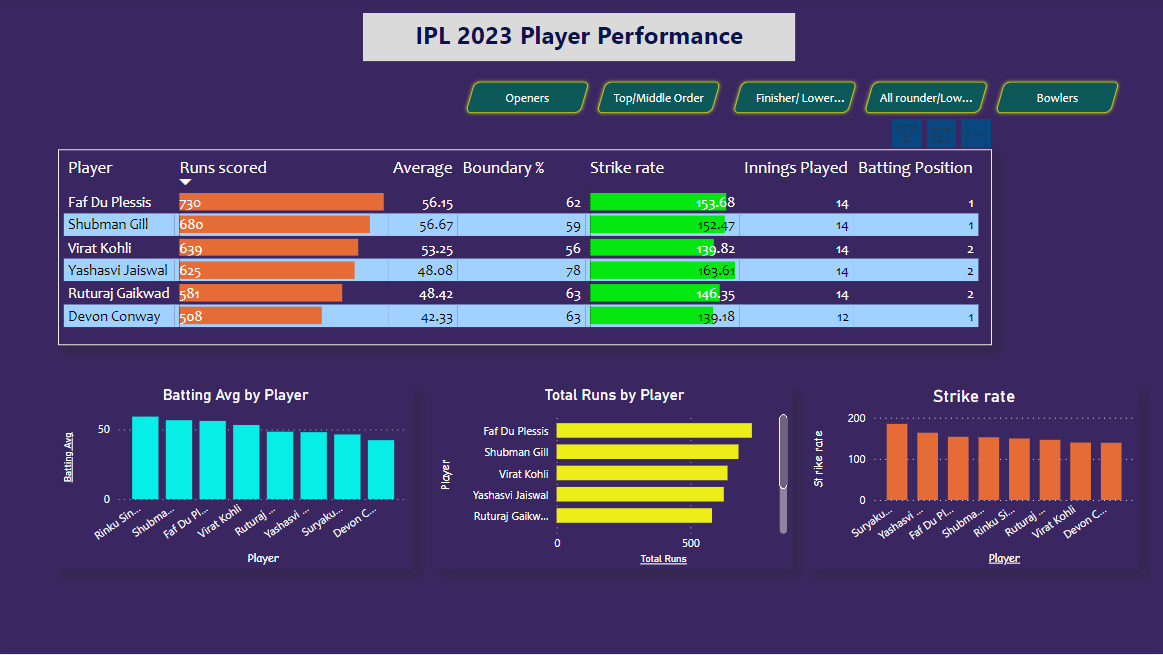 IPL 2023 Player Performance
Openers
Top/Middle Order
Finisher/ Lower...
All rounder/Low...
Bowlers
Player Runs scored Average Boundary % Strike rate Innings Played Batting Position
Faf Du Plessis 730 56.15 62 153.68 14 1
Shubman Gill 680 56.67 59 152.47 14 1
Virat Kohli 639 53.25 56 139.82 14 2
Yashasvi Jaiswal 625 48.08 78 163.61 14 2
Ruturaj Gaikwad 581 48.42 63 146.35 14 2
Devon Conway 508 42.33 63 139.18 12 1
Batting Avg by Player
Batting Avg
50
0
Rinku Sin...
Shubma...
Faf Du Pl...
Virat Kohli
Ruturaj ...
Yashasvi ...
Suryaku...
Devon C...
Player
Total Runs by Player
Player
Faf Du Plessis
Shubman Gill
Virat Kohli
Yashasvi Jaiswal
Ruturaj Gaikw...
0 500
Total Runs
Strike rate
Strike rate
200
100
0
Suryaku...
Yashasvi ...
Faf Du Pl...
Shubma...
Rinku Si...
Ruturaj ...
Virat Kohli
Devon C...
Player